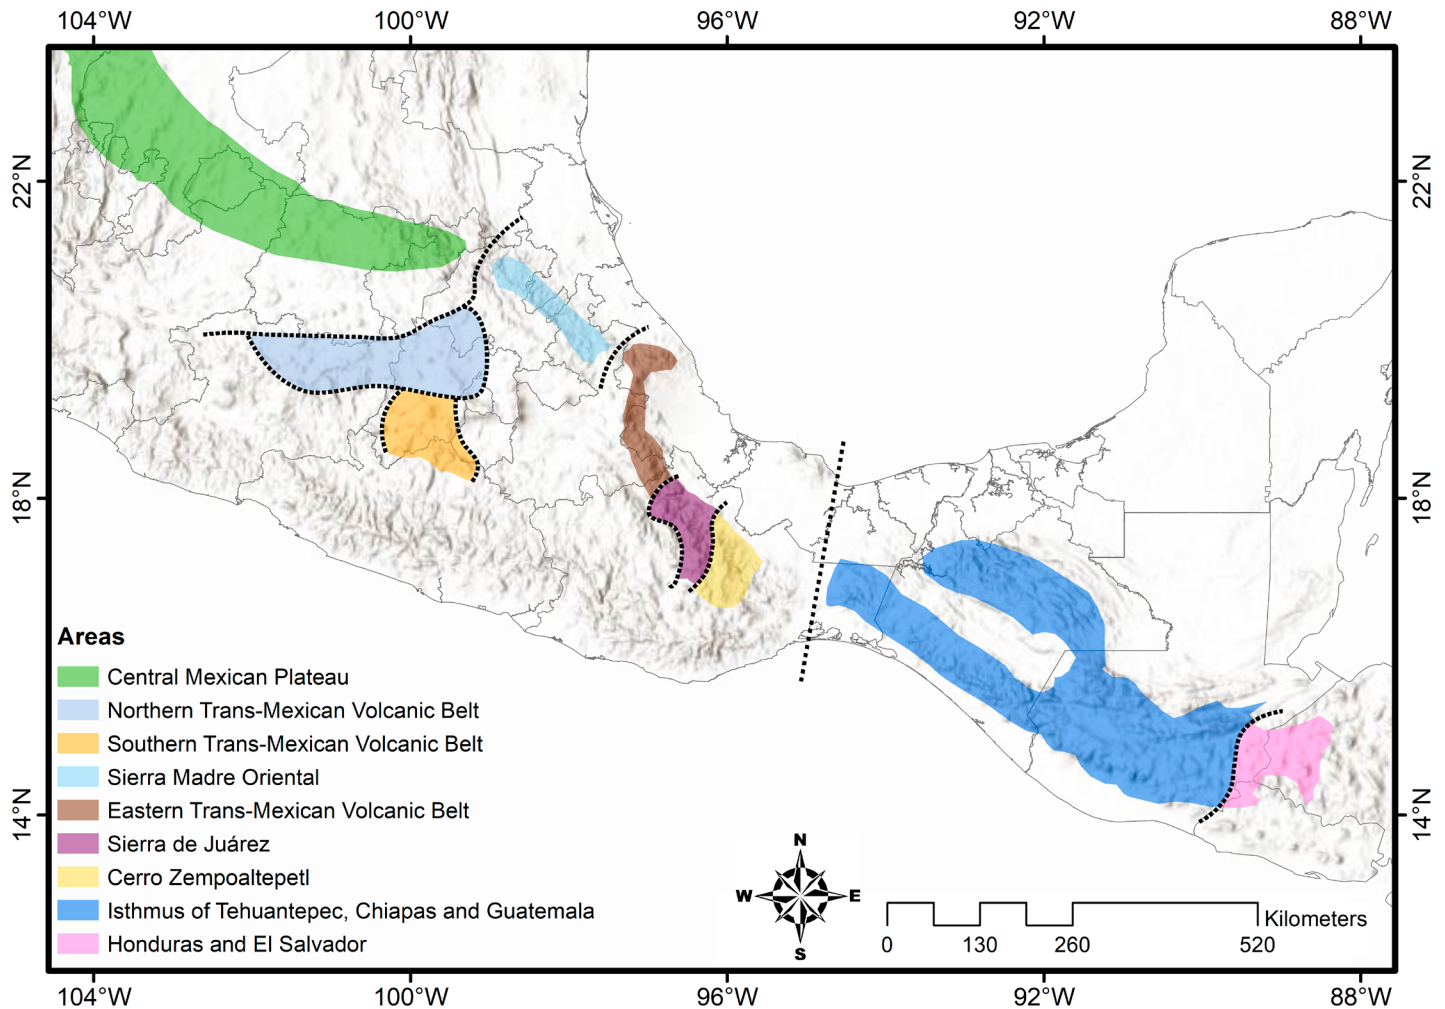 104°W 100°W 96°W 92°W 88°W
22°N 22°N
18°N 18°N
14°N 14°N
Areas
Central Mexican Plateau
Northern Trans-Mexican Volcanic Belt
Southern Trans-Mexican Volcanic Belt
Sierra Madre Oriental
Eastern Trans-Mexican Volcanic Belt
Sierra de Juárez
Cerro Zempoaltepetl
Isthmus of Tehuantepec, Chiapas and Guatemala
Honduras and El Salvador
N
W E
S
Kilometers
0 130 260 520
104°W 100°W 96°W 92°W 88°W